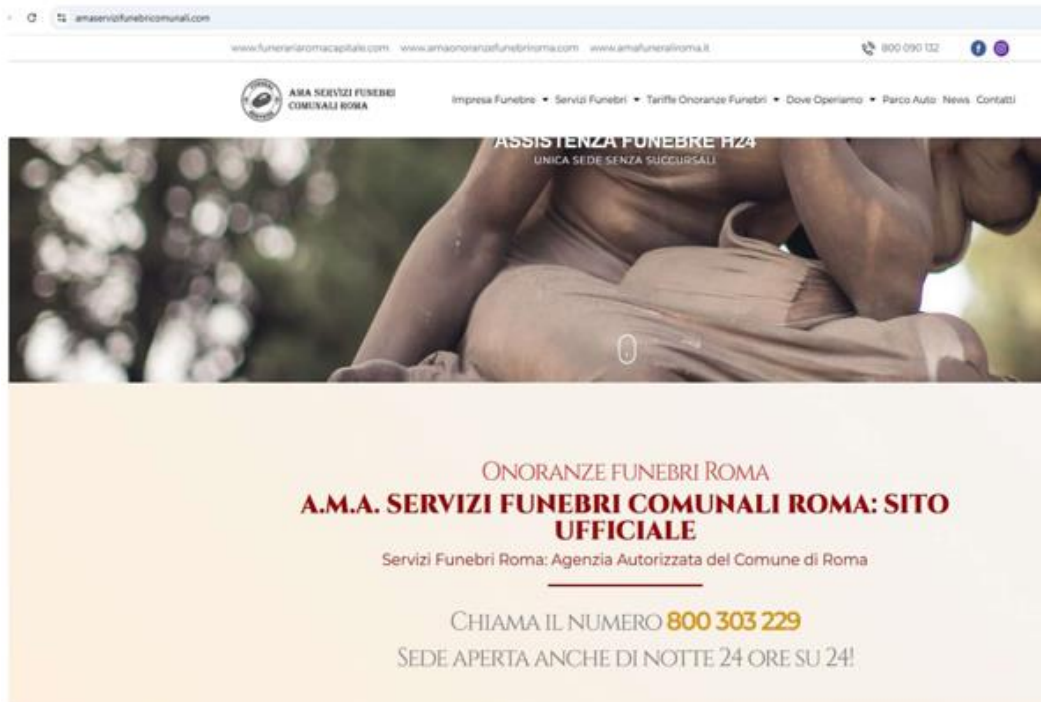 amaservizifunebricomunali.com
www.funerariaromacapitale.com www.amaonoranzefunebriroma.com www.amafuneraliroma.it 800 090 132
AMA SERVIZI FUNEBRI
COMUNALI ROMA
Impresa Funebre Servizi Funebri Tariffe Onoranze Funebri Dove Operiamo Parco Auto News Contatti
ASSISTENZA FUNEBRE H24
UNICA SEDE SENZA SUCCURSALI
ONORANZE FUNEBRI ROMA
A.M.A. SERVIZI FUNEBRI COMUNALI ROMA: SITO
UFFICIALE
Servizi Funebri Roma: Agenzia Autorizzata del Comune di Roma
CHIAMA IL NUMERO 800 303 229
SEDE APERTA ANCHE DI NOTTE 24 ORE SU 24!